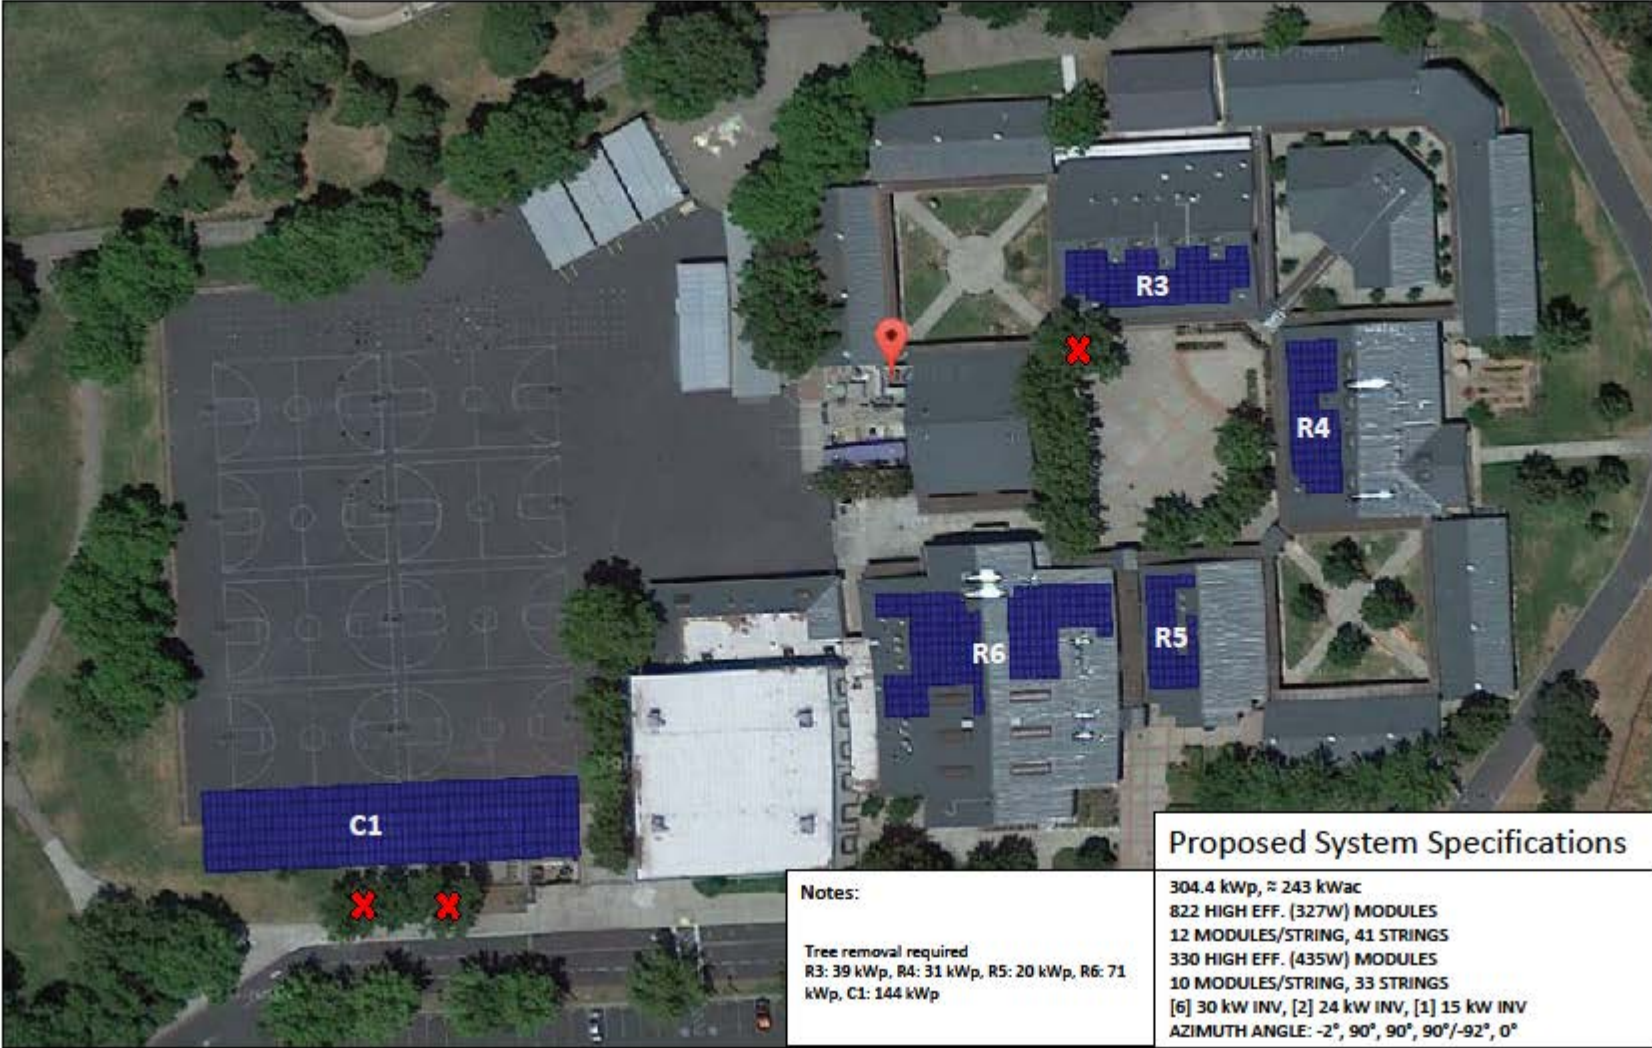 R3
R4
R5
R6
C1
Notes:
Tree removal required
R3: 39 kWp, R4: 31 kWp, R5: 20 kWp, R6: 71
kWp, C1: 144 kWp
Proposed System Specifications
304.4 kWp, ≈ 243 kWac
822 HIGH EFF. (327W) MODULES
12 MODULES/STRING, 41 STRINGS
330 HIGH EFF. (435W) MODULES
10 MODULES/STRING, 33 STRINGS
[6] 30 kW INV, [2] 24 kW INV, [1] 15 kW INV
AZIMUTH ANGLE: -2°, 90°, 90°, 90°/-92°, 0°